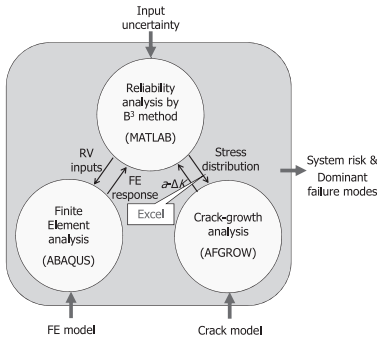 Input
uncertainty
Reliability
analysis by
B³ method
(MATLAB)
RV
inputs
FE
response
a-ΔK
Stress
distribution
Excel
System risk &
Dominant
failure modes
Finite
Element
analysis
(ABAQUS)
Crack-growth
analysis
(AFGROW)
FE model
Crack model